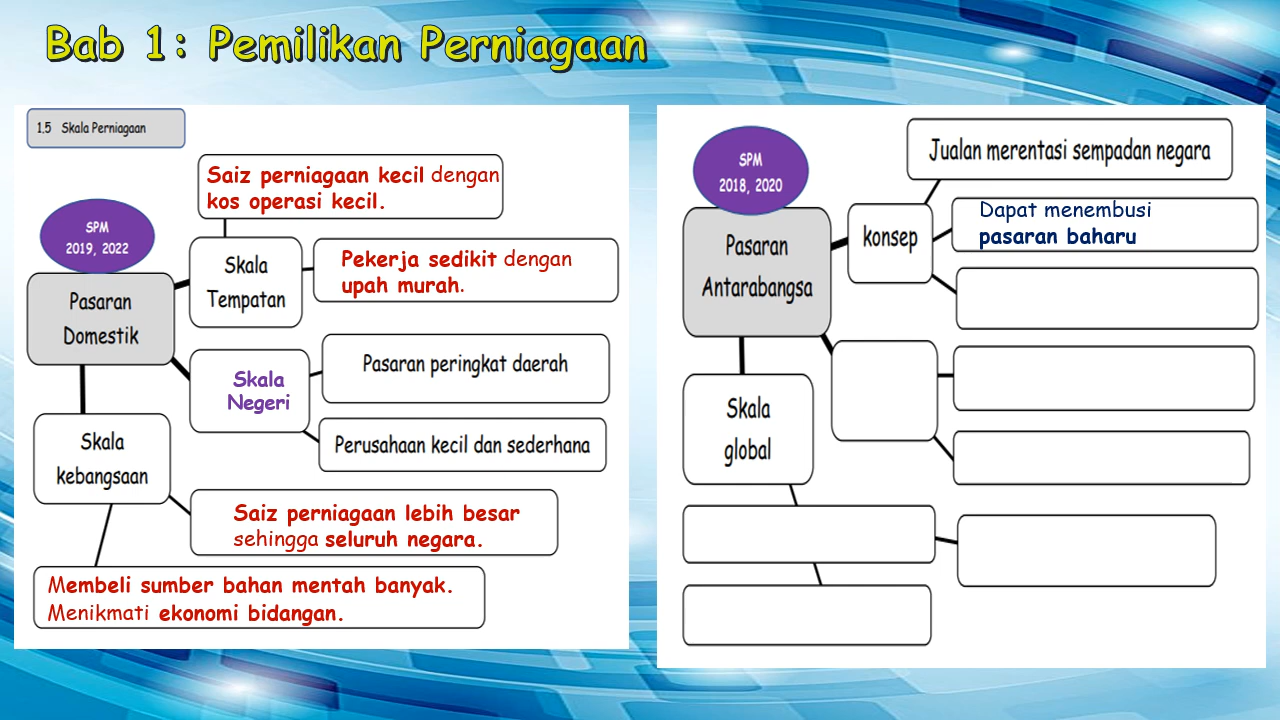 Bab 1: Pemilikan Perniagaan
1.5 Skala Perniagaan
Saiz perniagaan kecil dengan
kos operasi kecil.
SPM
2019, 2022
Skala
Tempatan
Pekerja sedikit dengan
upah murah.
Pasaran
Domestik
Skala
Negeri
Pasaran peringkat daerah
Perusahaan kecil dan sederhana
Skala
kebangsaan
Saiz perniagaan lebih besar
sehingga seluruh negara.
Membeli sumber bahan mentah banyak.
Menikmati ekonomi bidangan.
SPM
2018, 2020
Jualan merentasi sempadan negara
Pasaran
Antarabangsa
konsep
Dapat menembusi
pasaran baharu
Skala
global